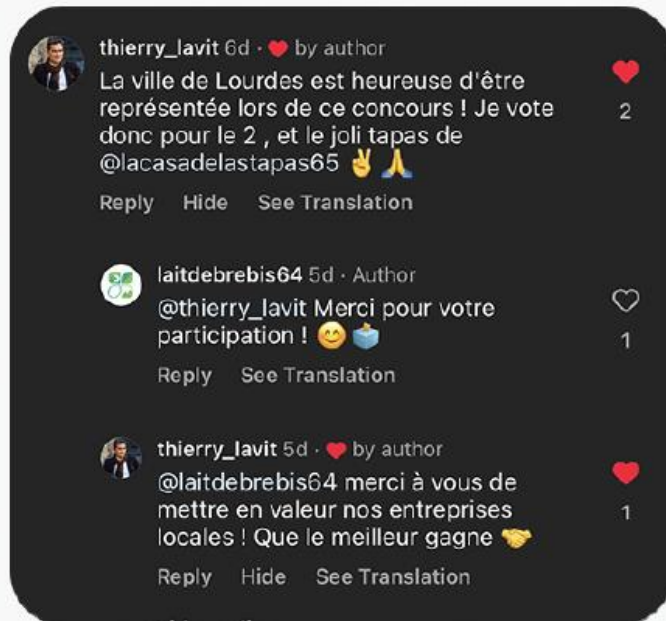 thierry_lavit 6d · ❤️ by author
La ville de Lourdes est heureuse d'être
représentée lors de ce concours ! Je vote
donc pour le 2 , et le joli tapas de
@lacasadelastapas65 ✌️🙏
2
Reply Hide See Translation
laitdebrebis64 5d · Author
@thierry_lavit Merci pour votre
participation ! 😊🗳️
1
Reply See Translation
thierry_lavit 5d · ❤️ by author
@laitdebrebis64 merci à vous de
mettre en valeur nos entreprises
locales ! Que le meilleur gagne 🤝
1
Reply Hide See Translation